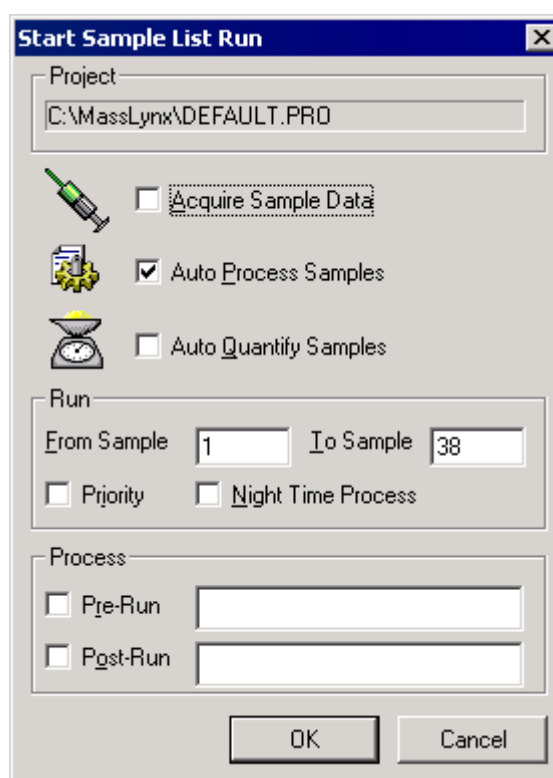 Start Sample List Run
Project
C:\MassLynx\DEFAULT.PRO
Acquire Sample Data
Auto Process Samples
Auto Quantify Samples
Run
From Sample 1 To Sample 38
Priority Night Time Process
Process
Pre-Run
Post-Run
OK Cancel